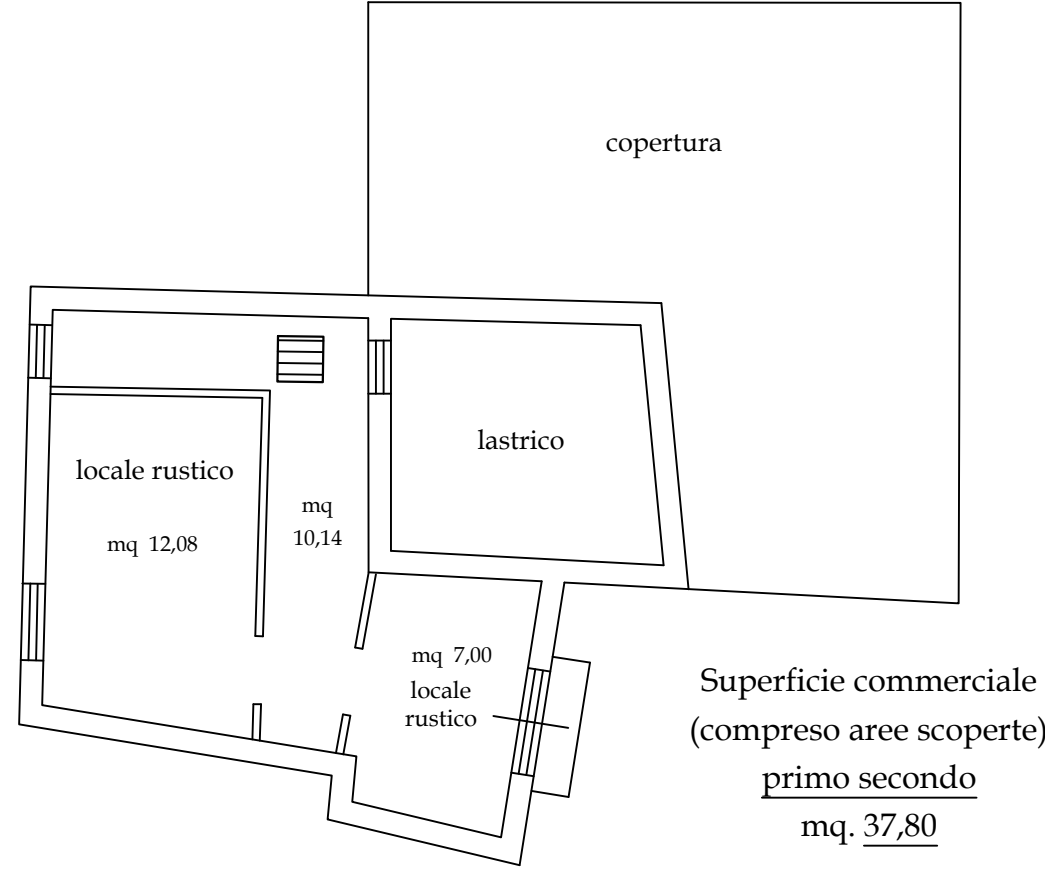 copertura
lastrico
locale rustico
mq 12,08
mq
10,14
mq 7,00
locale
rustico
Superficie commerciale
(compreso aree scoperte)
primo secondo
mq. 37,80